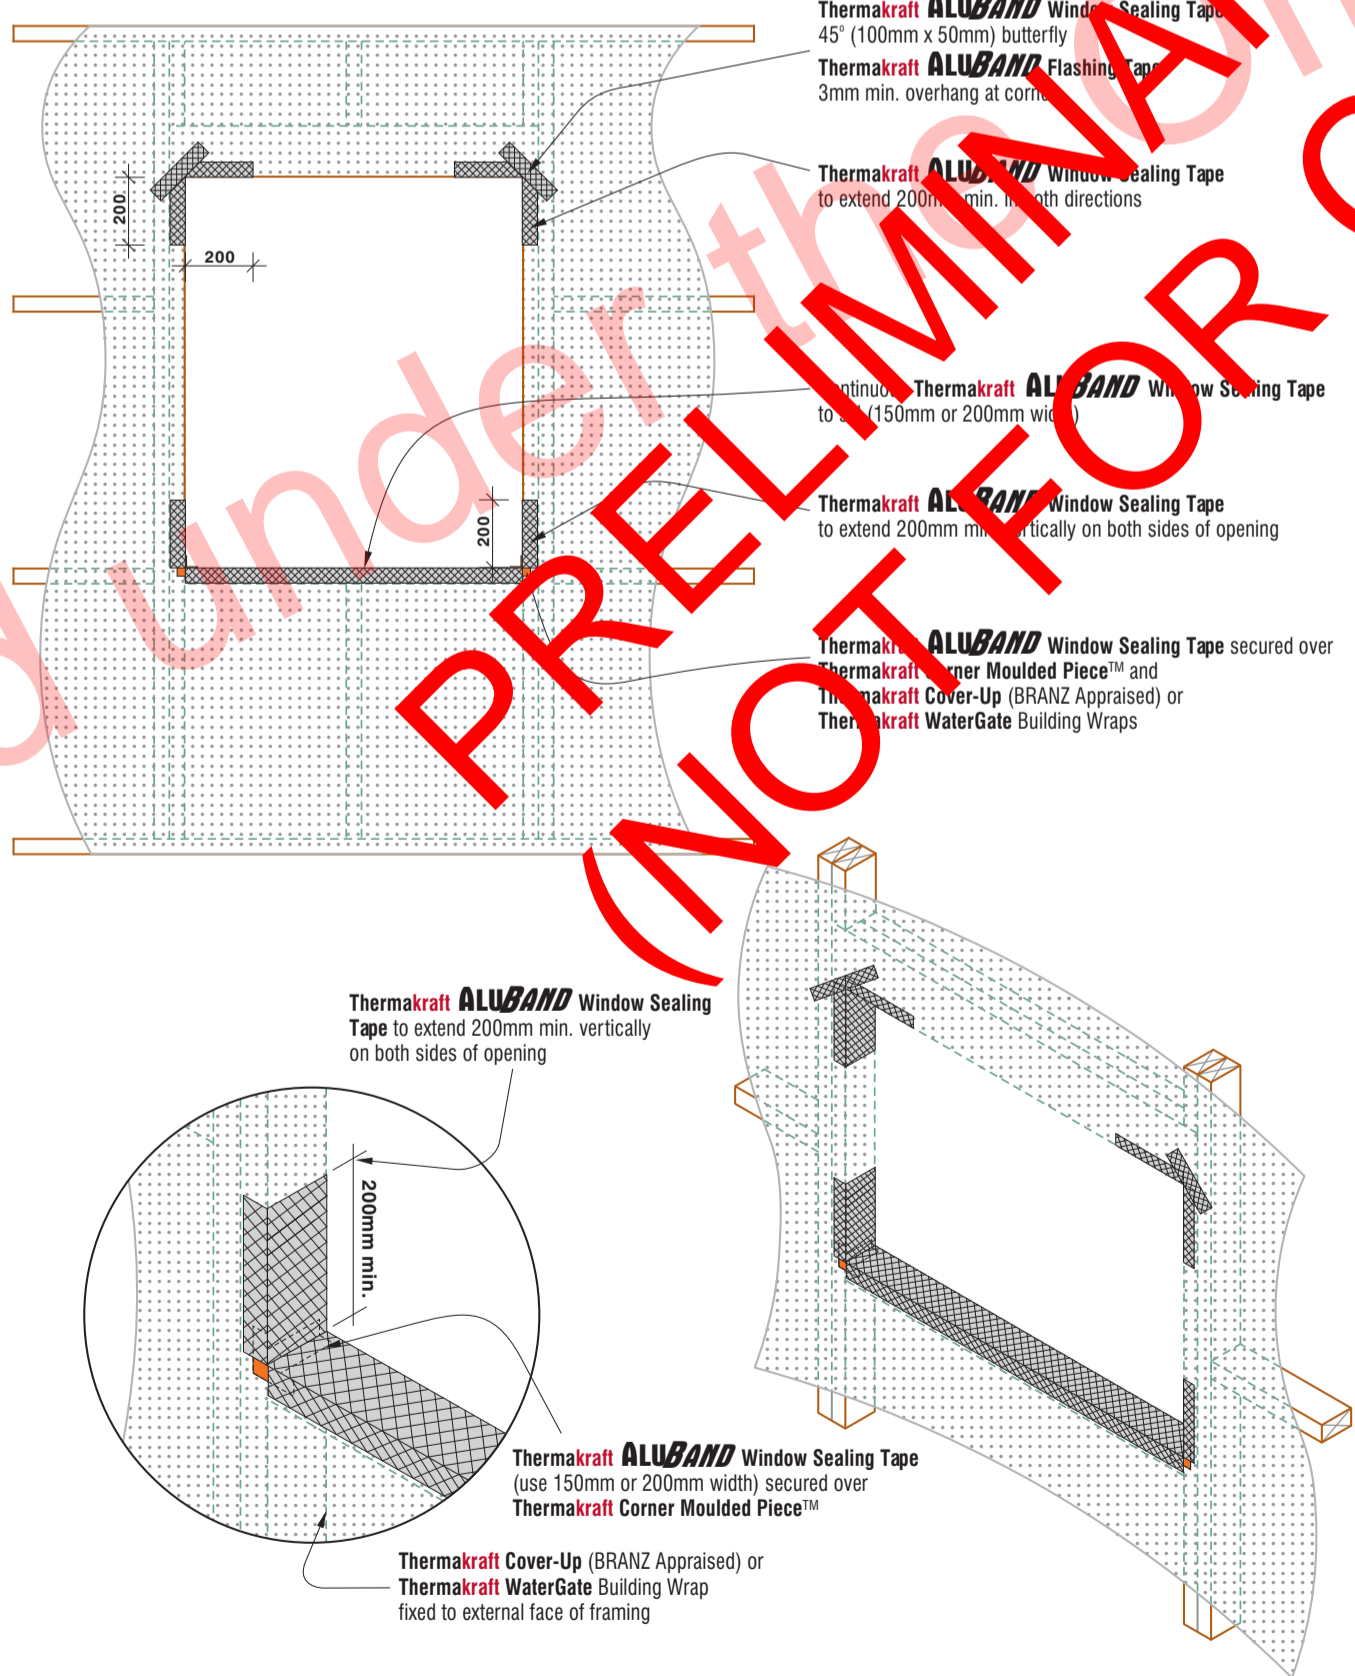 Thermakraft ALUBAND Window Sealing Tape
45° (100mm x 50mm) butterfly
Thermakraft ALUBAND Flashing Tape
3mm min. overhang at
Thermakraft ALUBAND Window Sealing Tape
to extend 200mm min. in both directions
Continuous Thermakraft ALUBAND Window Sealing Tape
to sill (150mm or 200mm width)
Thermakraft ALUBAND Window Sealing Tape
to extend 200mm min. vertically on both sides of opening
Thermakraft ALUBAND Window Sealing Tape secured over
Thermakraft Corner Moulded Piece™ and
Thermakraft Cover-Up (BRANZ Appraised) or
Thermakraft WaterGate Building Wraps
200
200
200
d under the on
PRELIMINAR
(NOT FOR C
Thermakraft ALUBAND Window Sealing
Tape to extend 200mm min. vertically
on both sides of opening
200mm min.
Thermakraft ALUBAND Window Sealing Tape
(use 150mm or 200mm width) secured over
Thermakraft Corner Moulded Piece™
Thermakraft Cover-Up (BRANZ Appraised) or
Thermakraft WaterGate Building Wrap
fixed to external face of framing